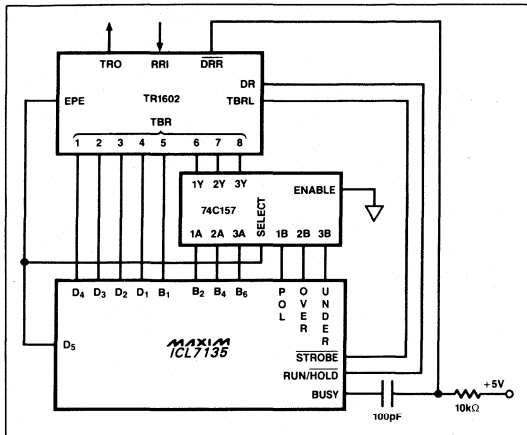 TRO RRI DRR
DR
EPE TR1602 TBRL
TBR
1 2 3 4 5 6 7 8
1Y 2Y 3Y
ENABLE
74C157
SELECT
1A 2A 3A 1B 2B 3B
D4 D3 D2 D1 B1 B2 B4 B6 POL OVER UNDER
D5
MAXIM
ICL7135
STROBE
RUN/HOLD
BUSY
+5V
100pF 10kΩ